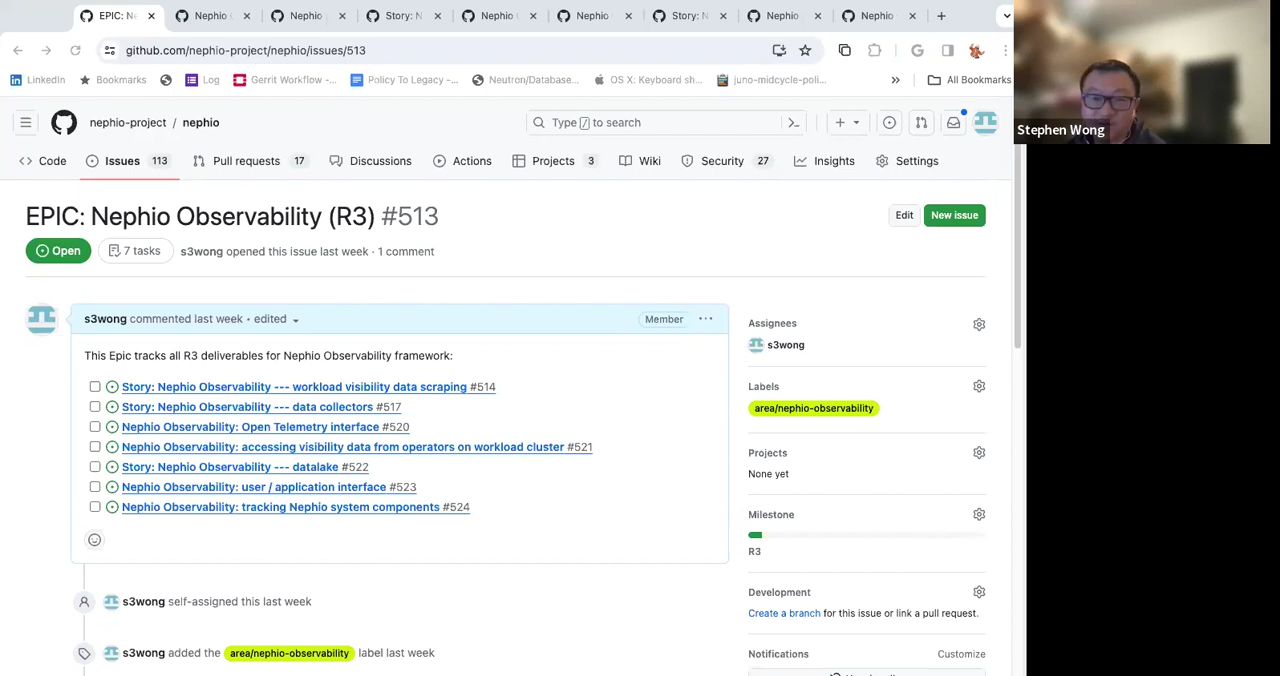 EPIC: N
Nephio
Nephio
Story: N
Nephio
Nephio
Story: N
Nephio
Nephio
github.com/nephio-project/nephio/issues/513
LinkedIn
Bookmarks
Log
Gerrit Workflow -...
Policy To Legacy -...
Neutron/Database...
OS X: Keyboard sh...
juno-midcycle-poli...
»
All Bookmarks
Stephen Wong
nephio-project / nephio
Type / to search
Code
Issues 113
Pull requests 17
Discussions
Actions
Projects 3
Wiki
Security 27
Insights
Settings
EPIC: Nephio Observability (R3) #513
Edit
New issue
Open
7 tasks
s3wong opened this issue last week · 1 comment
s3wong commented last week · edited
Member
This Epic tracks all R3 deliverables for Nephio Observability framework:
Story: Nephio Observability --- workload visibility data scraping #514
Story: Nephio Observability --- data collectors #517
Nephio Observability: Open Telemetry interface #520
Nephio Observability: accessing visibility data from operators on workload cluster #521
Story: Nephio Observability --- datalake #522
Nephio Observability: user / application interface #523
Nephio Observability: tracking Nephio system components #524
s3wong self-assigned this last week
s3wong added the area/nephio-observability label last week
Assignees
s3wong
Labels
area/nephio-observability
Projects
None yet
Milestone
R3
Development
Create a branch for this issue or link a pull request.
Notifications
Customize